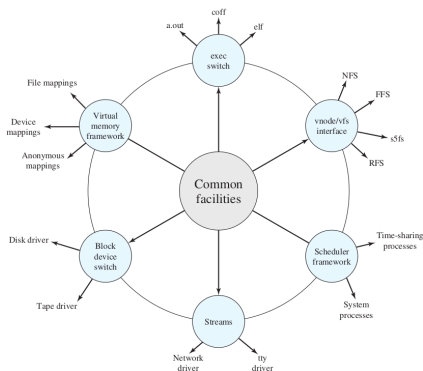 coff
a.out
elf
exec
switch
File mappings
NFS
FFS
Virtual
memory
framework
vnode/vfs
interface
Device
mappings
s5fs
Anonymous
mappings
RFS
Common
facilities
Disk driver
Block
device
switch
Scheduler
framework
Time-sharing
processes
Tape driver
System
processes
Streams
Network
driver
tty
driver